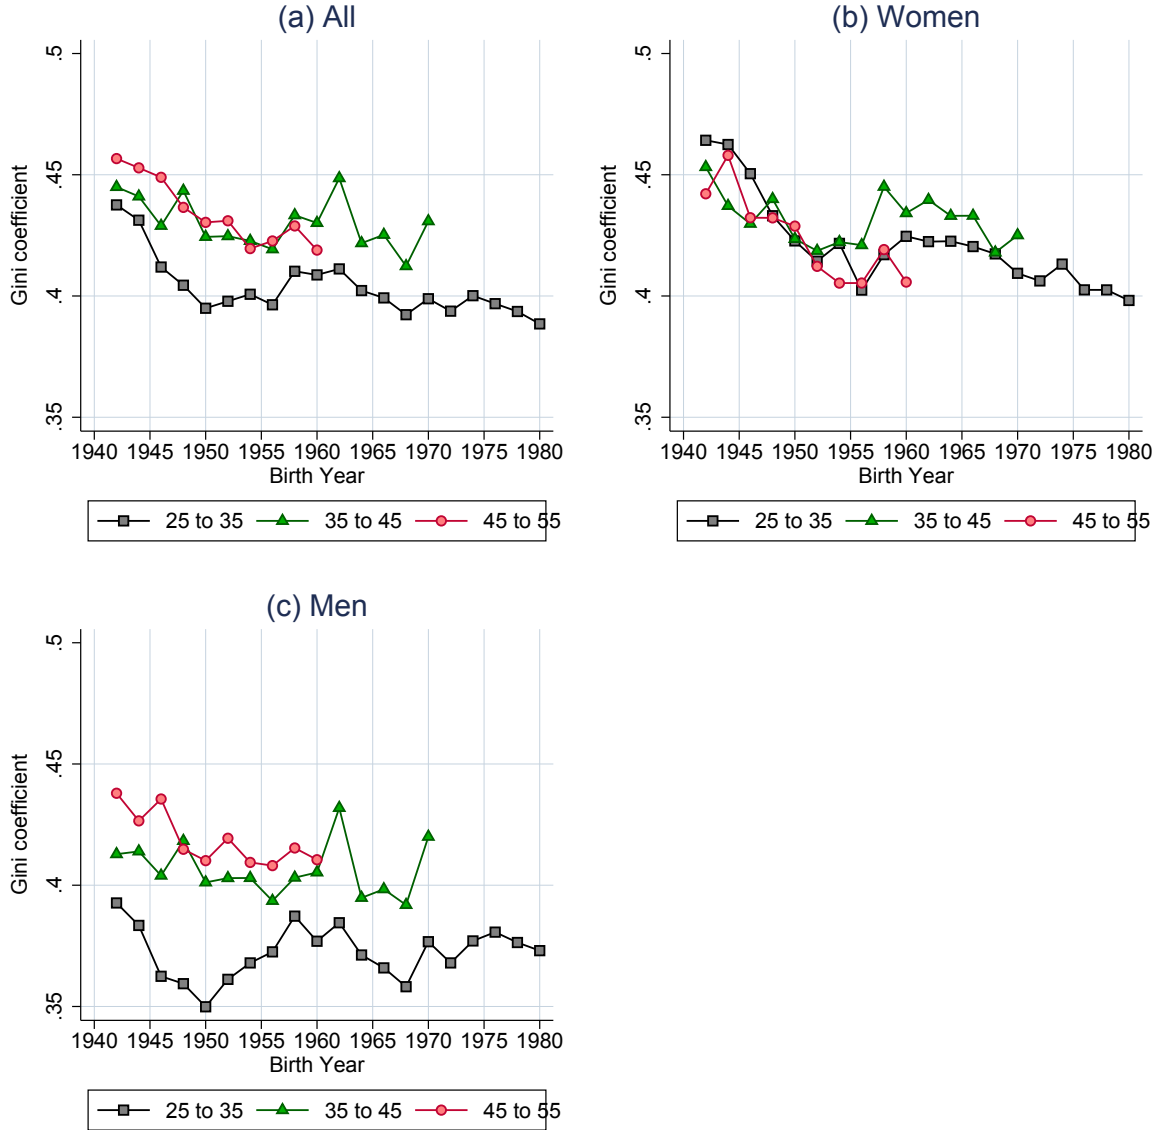 (a) All
Gini coefficient
.5
.45
.4
.35
1940 1945 1950 1955 1960 1965 1970 1975 1980
Birth Year
25 to 35 35 to 45 45 to 55
(b) Women
Gini coefficient
.5
.45
.4
.35
1940 1945 1950 1955 1960 1965 1970 1975 1980
Birth Year
25 to 35 35 to 45 45 to 55
(c) Men
Gini coefficient
.5
.45
.4
.35
1940 1945 1950 1955 1960 1965 1970 1975 1980
Birth Year
25 to 35 35 to 45 45 to 55